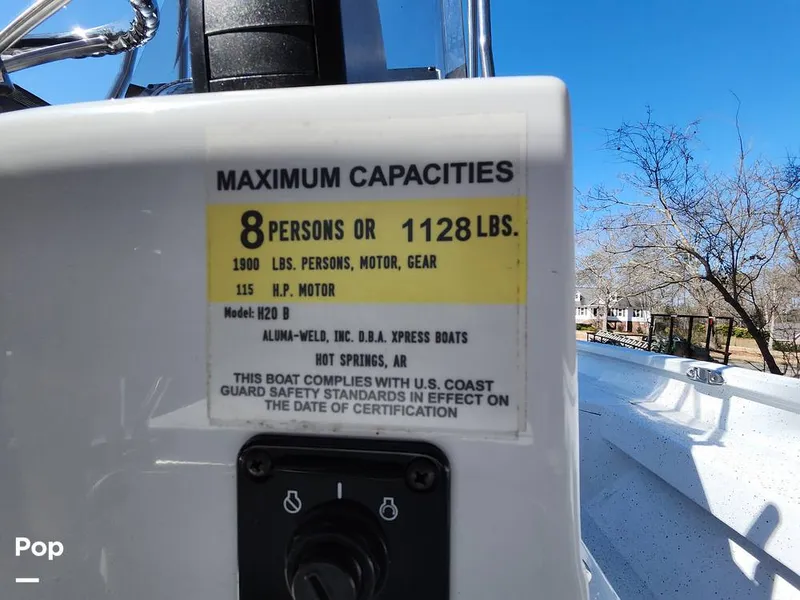 MAXIMUM CAPACITIES
8 PERSONS OR 1128 LBS.
1900 LBS. PERSONS, MOTOR, GEAR
115 H.P. MOTOR
Model: H20 B
ALUMA-WELD, INC. D.B.A. XPRESS BOATS
HOT SPRINGS, AR
THIS BOAT COMPLIES WITH U.S. COAST
GUARD SAFETY STANDARDS IN EFFECT ON
THE DATE OF CERTIFICATION
Pop